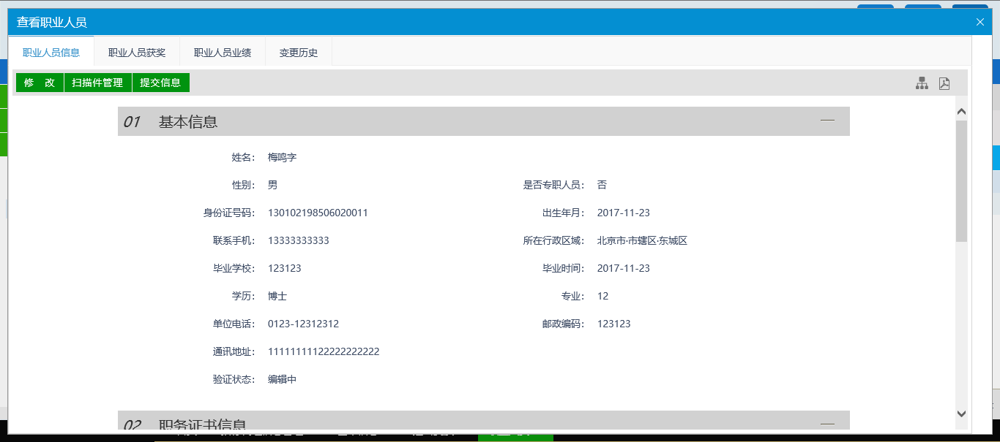 查看职业人员
职业人员信息 职业人员获奖 职业人员业绩 变更历史
修 改 扫描件管理 提交信息
01 基本信息
姓名： 梅鸣字
性别： 男 是否专职人员： 否
身份证号码： 130102198506020011 出生年月： 2017-11-23
联系手机： 13333333333 所在行政区域： 北京市·市辖区·东城区
毕业学校： 123123 毕业时间： 2017-11-23
学历： 博士 专业： 12
单位电话： 0123-12312312 邮政编码： 123123
通讯地址： 11111111122222222222
验证状态： 编辑中
02 职务证书信息